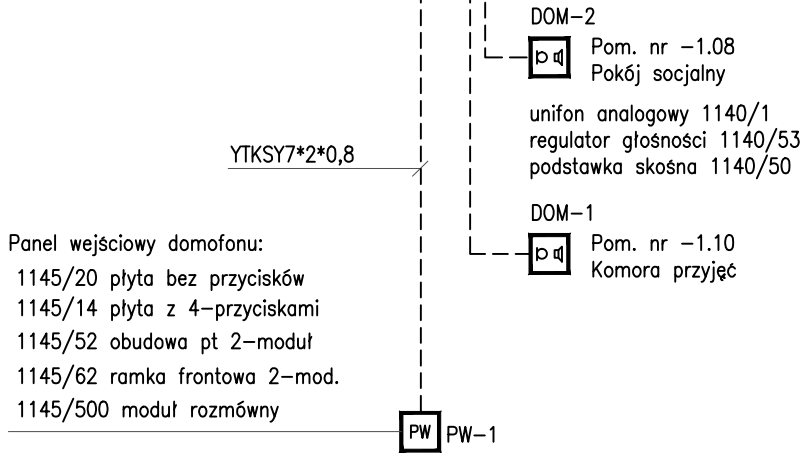 DOM-2
Pom. nr -1.08
Pokój socjalny
unifon analogowy 1140/1
regulator głośności 1140/53
podstawka skośna 1140/50
YTKSY7*2*0,8
DOM-1
Pom. nr -1.10
Komora przyjęć
Panel wejściowy domofonu:
1145/20 płyta bez przycisków
1145/14 płyta z 4-przyciskami
1145/52 obudowa pt 2-moduł
1145/62 ramka frontowa 2-mod.
1145/500 moduł rozmówny
PW PW-1